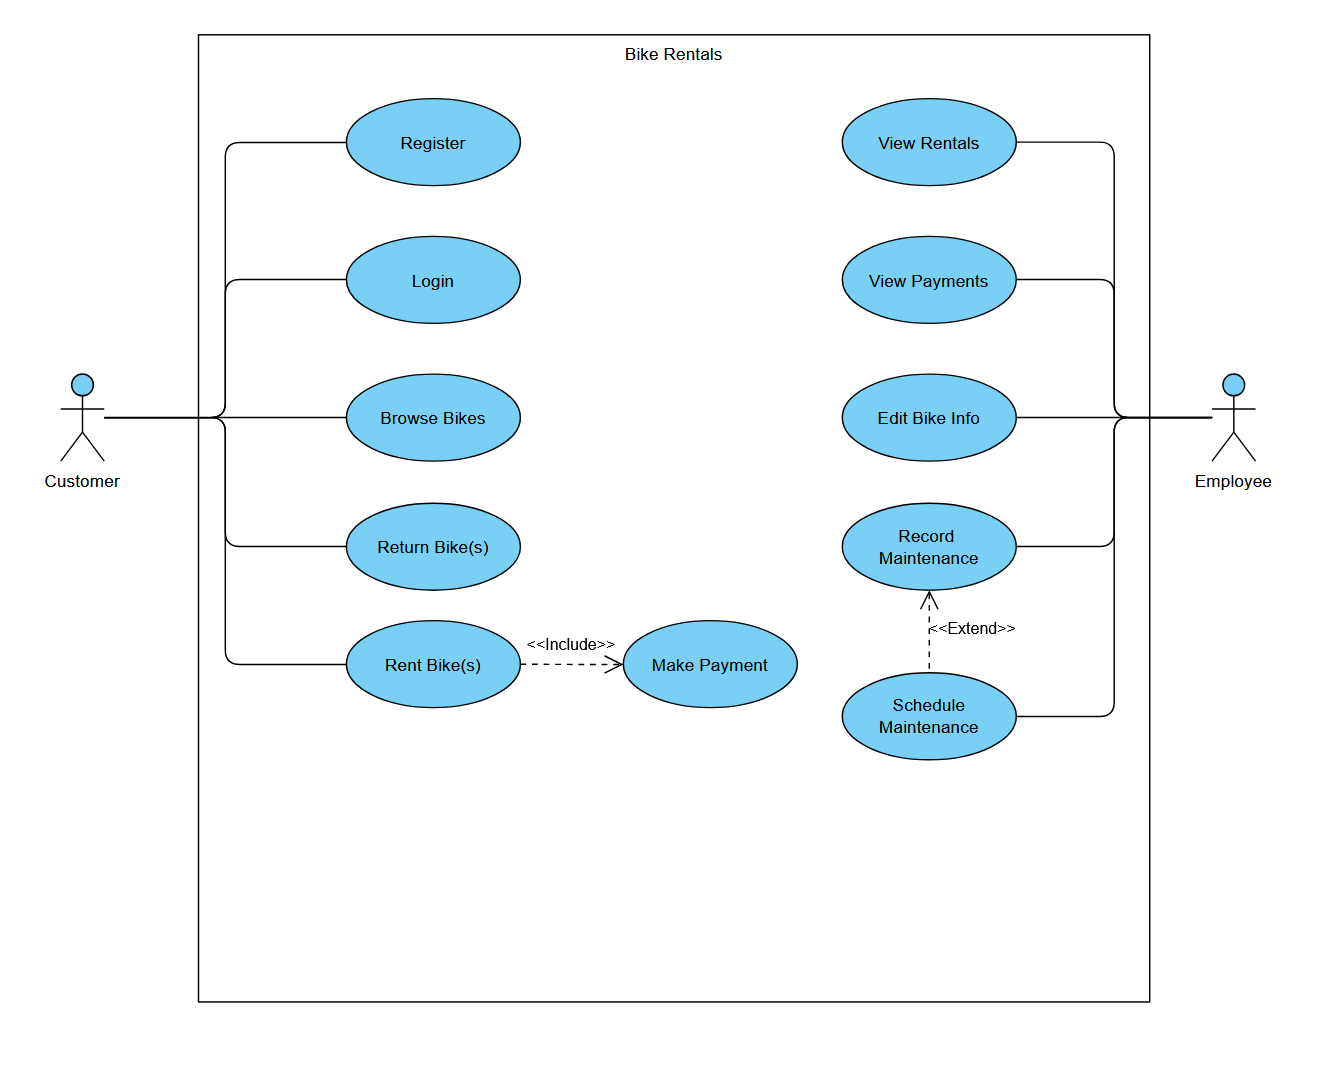 Bike Rentals
Register
View Rentals
Login
View Payments
Browse Bikes
Edit Bike Info
Customer
Employee
Return Bike(s)
Record
Maintenance
<<Extend>>
<<Include>>
Rent Bike(s)
Make Payment
Schedule
Maintenance